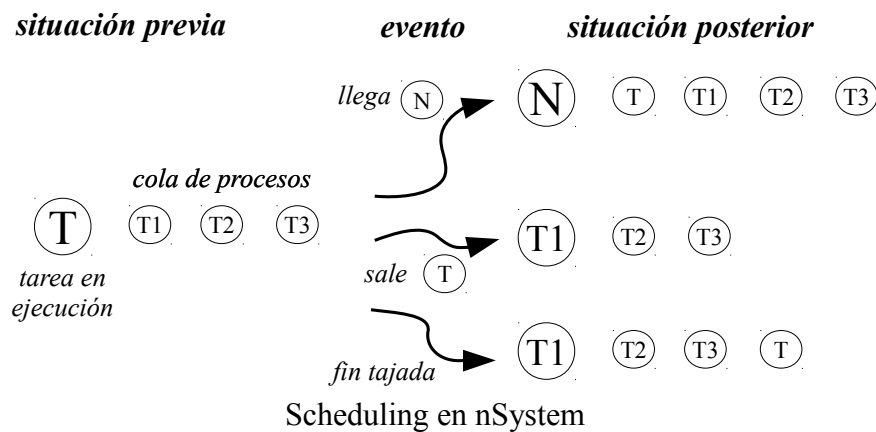 situación previa evento situación posterior
llega N N T T1 T2 T3
cola de procesos
T T1 T2 T3 T1 T2 T3
sale T
tarea en
ejecución
T1 T2 T3 T
fin tajada
Scheduling en nSystem